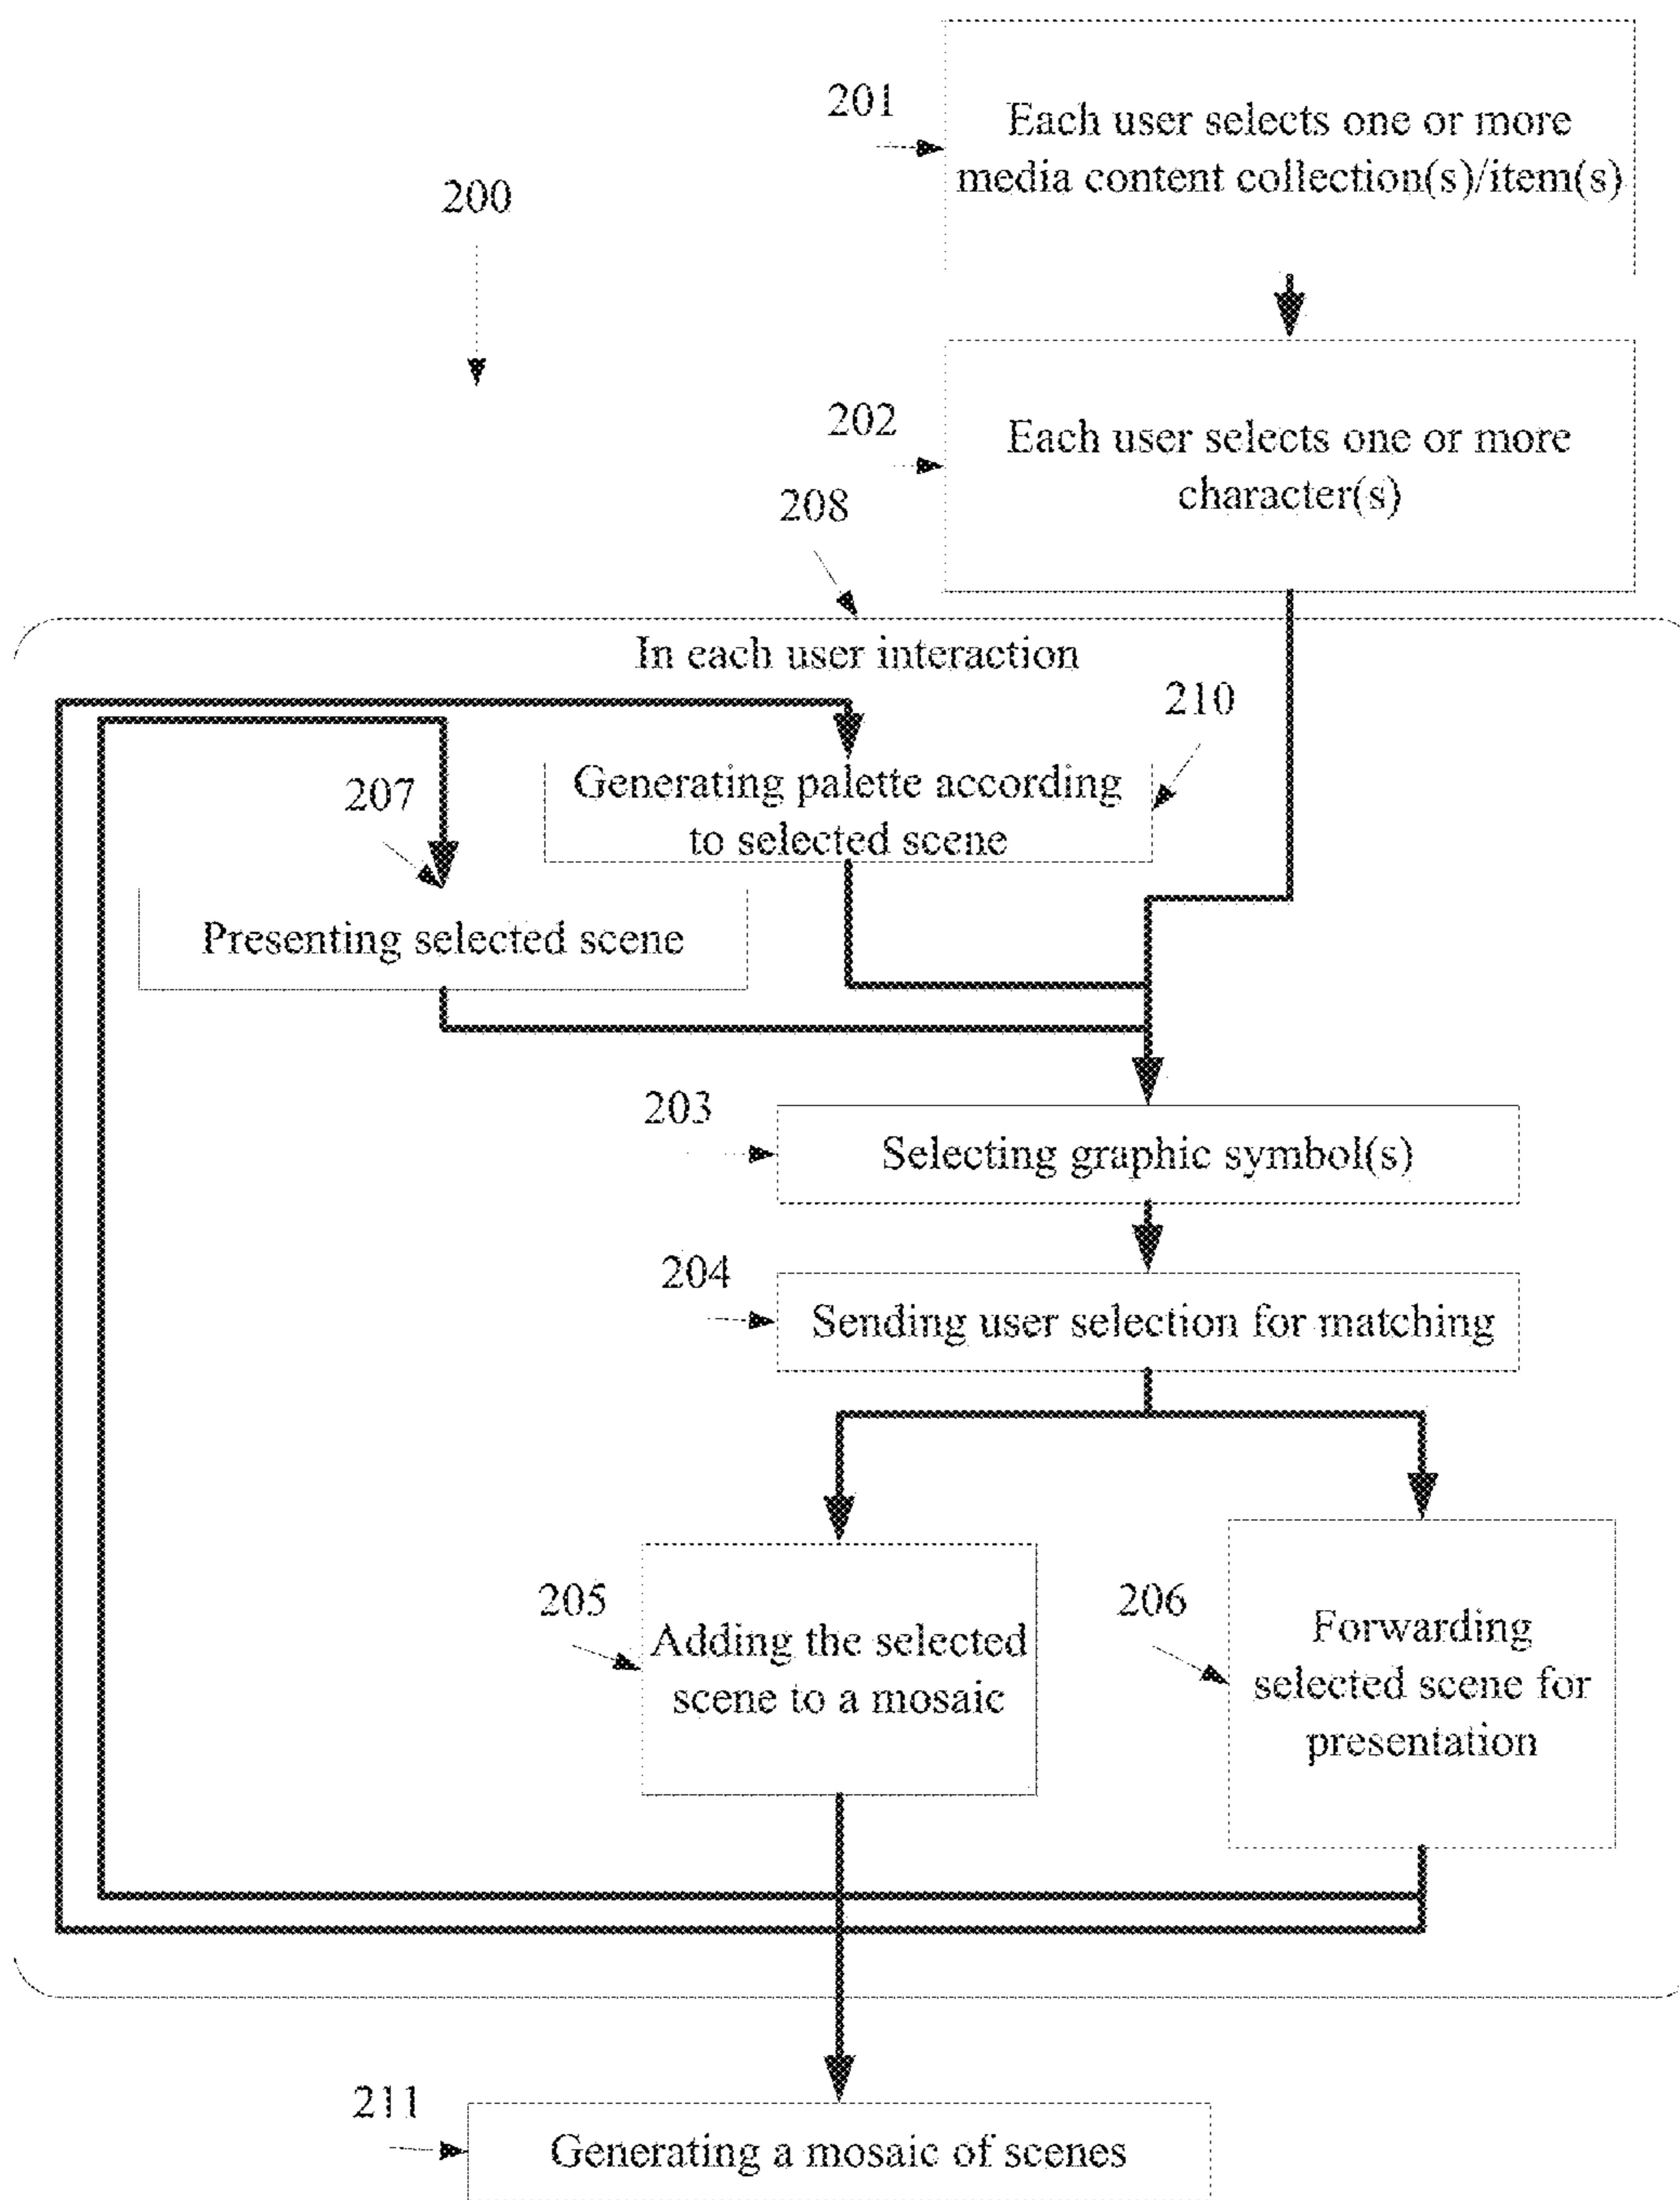 201
Each user selects one or more
media content collection(s)/item(s)
200
202
Each user selects one or more
character(s)
208
In each user interaction
210
Generating palette according
to selected scene
207
Presenting selected scene
203
Selecting graphic symbol(s)
204
Sending user selection for matching
205
Adding the selected
scene to a mosaic
206
Forwarding
selected scene for
presentation
211
Generating a mosaic of scenes